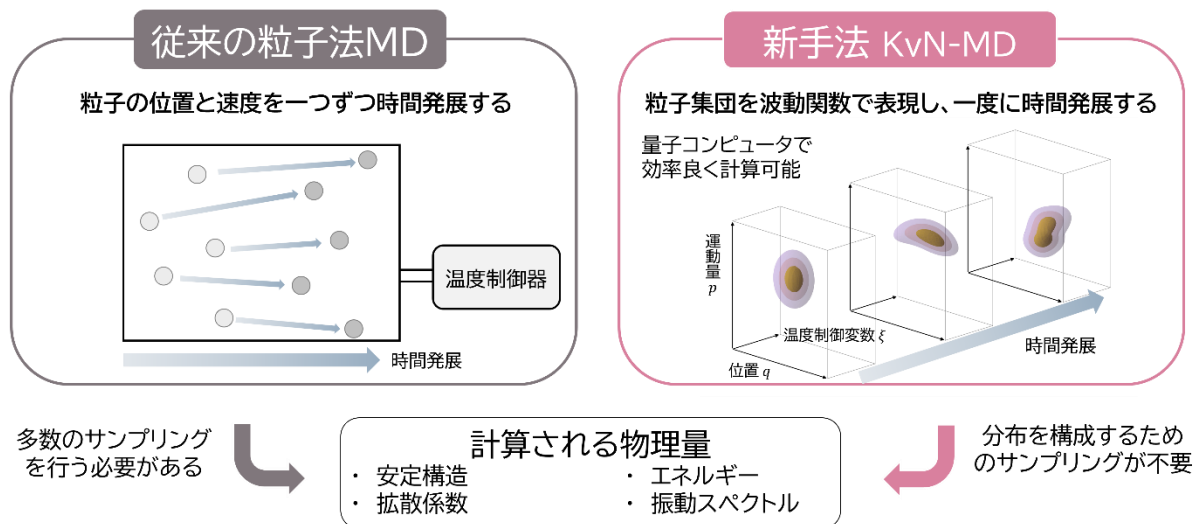 従来の粒子法MD
粒子の位置と速度を一つずつ時間発展する
温度制御器
時間発展
新手法 KvN-MD
粒子集団を波動関数で表現し、一度に時間発展する
量子コンピュータで
効率良く計算可能
運動量 p
温度制御変数 ξ
位置 q
時間発展
多数のサンプリング
を行う必要がある
計算される物理量
・ 安定構造
・ 拡散係数
・ エネルギー
・ 振動スペクトル
分布を構成するため
のサンプリングが不要